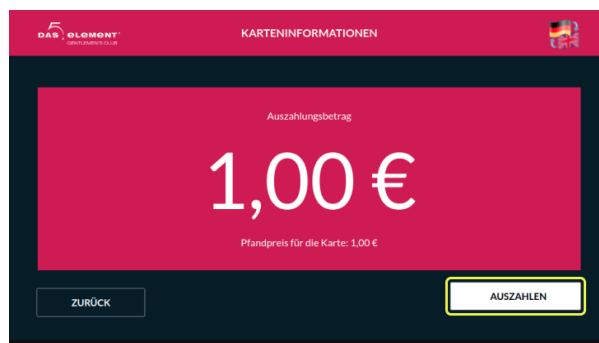 DAS 5 ELEMENT
GENTLEMEN'S CLUB
KARTENINFORMATIONEN
Auszahlungsbetrag
1,00 €
Pfandpreis für die Karte: 1,00 €
ZURÜCK
AUSZAHLEN